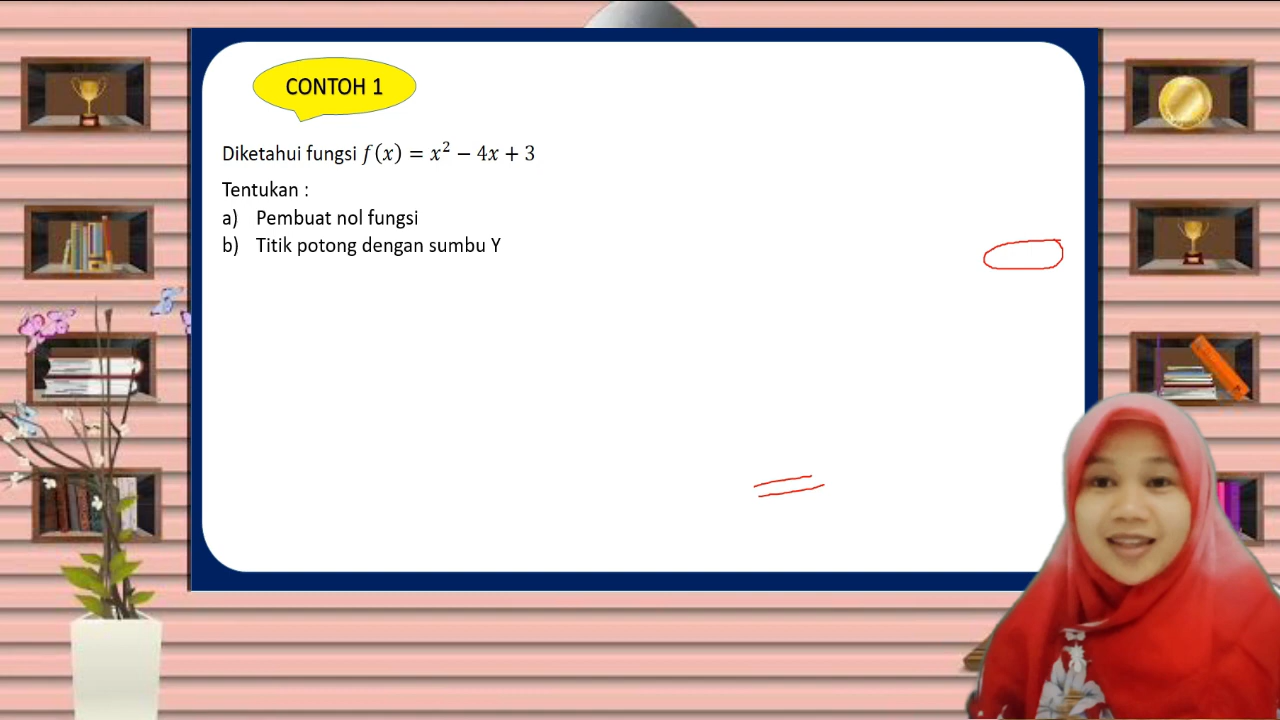 CONTOH 1
Diketahui fungsi f(x) = x² − 4x + 3
Tentukan :
a) Pembuat nol fungsi
b) Titik potong dengan sumbu Y